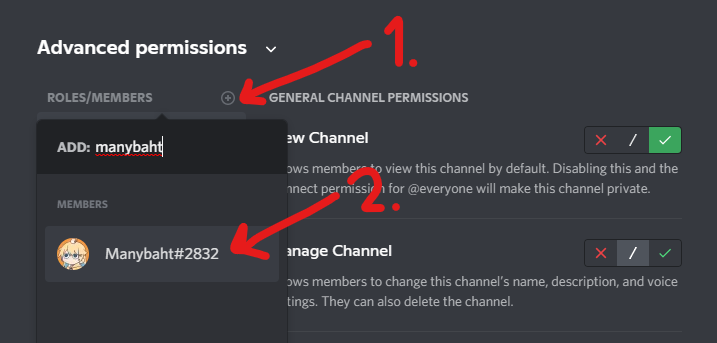 Advanced permissions
1.
ROLES/MEMBERS
GENERAL CHANNEL PERMISSIONS
ADD: manybaht
MEMBERS
Manybaht#2832
2.
ew Channel
ows members to view this channel by default. Disabling this and the
nnect permission for @everyone will make this channel private.
anage Channel
ows members to change this channel's name, description, and voice
ttings. They can also delete the channel.